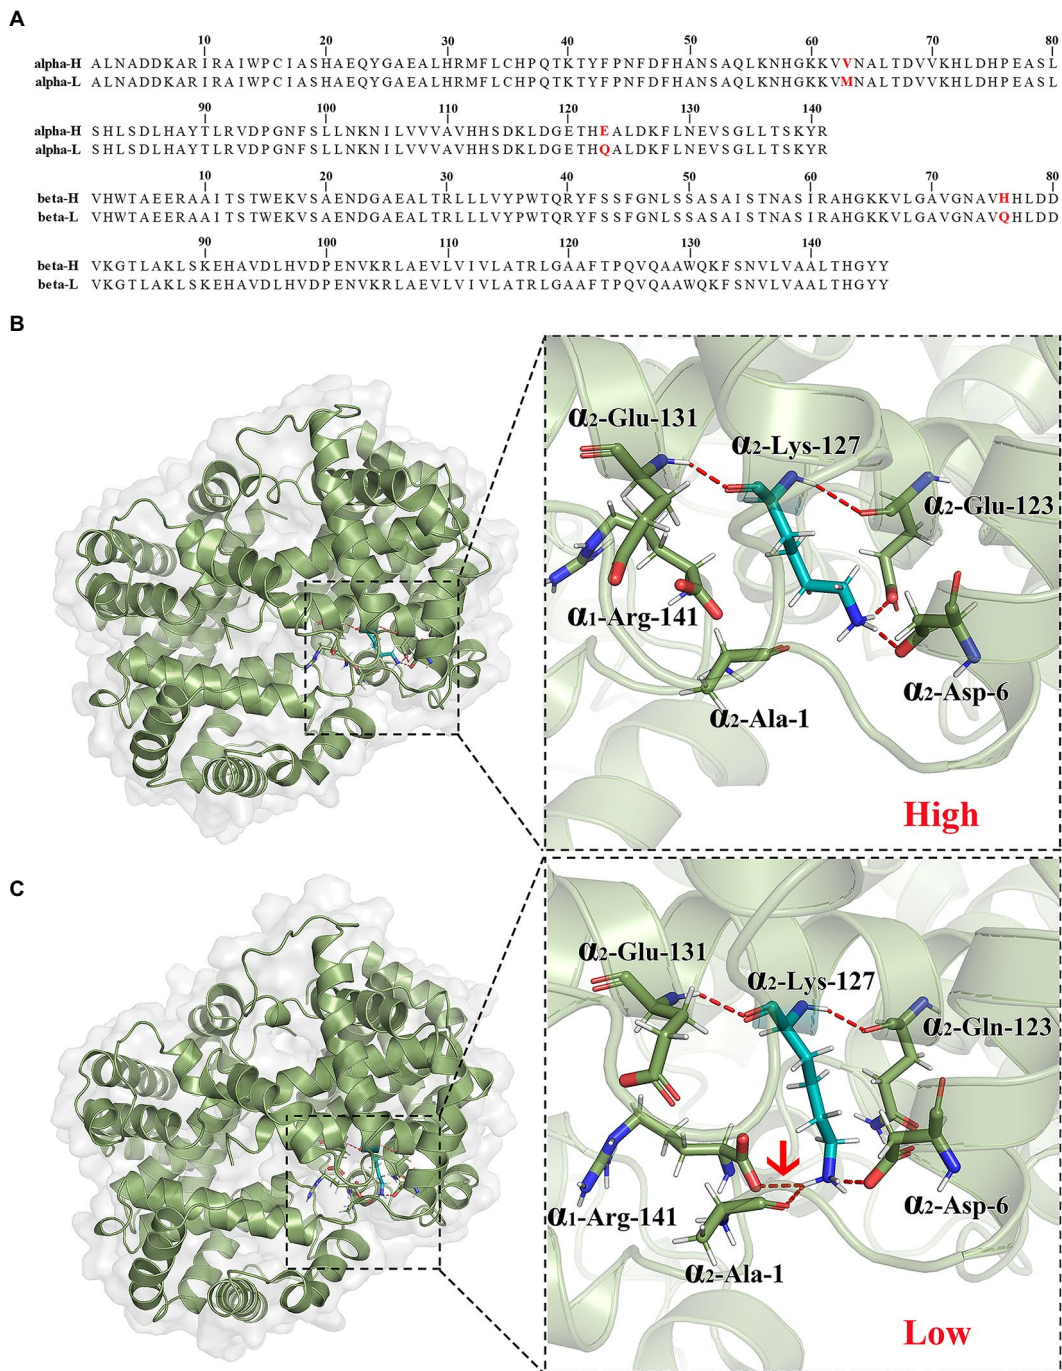 A
10 20 30 40 50 60 70 80
alpha-H ALNADDKARIRAIWPCIASHAEQYGAEALHRMFLCHPQTKTYFPNFDFHANSAQLKNHGKKVVNALTDVVKHLDHPEASL
alpha-L ALNADDKARIRAIWPCIASHAEQYGAEALHRMFLCHPQTKTYFPNFDFHANSAQLKNHGKKVMNALTDVVKHLDHPEASL
90 100 110 120 130 140
alpha-H SHLSDLHAYTLRVDPGNFSLLNKNILVVVAVHHSDKLDGETHEALDKFLNEVSGLLTSKYR
alpha-L SHLSDLHAYTLRVDPGNFSLLNKNILVVVAVHHSDKLDGETHQALDKFLNEVSGLLTSKYR
10 20 30 40 50 60 70 80
beta-H VHWTAEERAAITSTWEKVSAENDGAEALTRLLLVYPWTQRYFSSFGNLSSASAISTNASIRAHGKKVLGAVGNAVHHLDD
beta-L VHWTAEERAAITSTWEKVSAENDGAEALTRLLLVYPWTQRYFSSFGNLSSASAISTNASIRAHGKKVLGAVGNAVQHLDD
90 100 110 120 130 140
beta-H VKGTLAKLSKEHAVDLHVDPENVKRLAEVLVIVLATRLGAAFTPQVQAAWQKFSNVLVAALTHGYY
beta-L VKGTLAKLSKEHAVDLHVDPENVKRLAEVLVIVLATRLGAAFTPQVQAAWQKFSNVLVAALTHGYY
B
α2-Glu-131
α2-Lys-127
α2-Glu-123
α1-Arg-141
α2-Asp-6
α2-Ala-1
High
C
α2-Glu-131
α2-Lys-127
α2-Gln-123
α1-Arg-141
α2-Asp-6
α2-Ala-1
Low